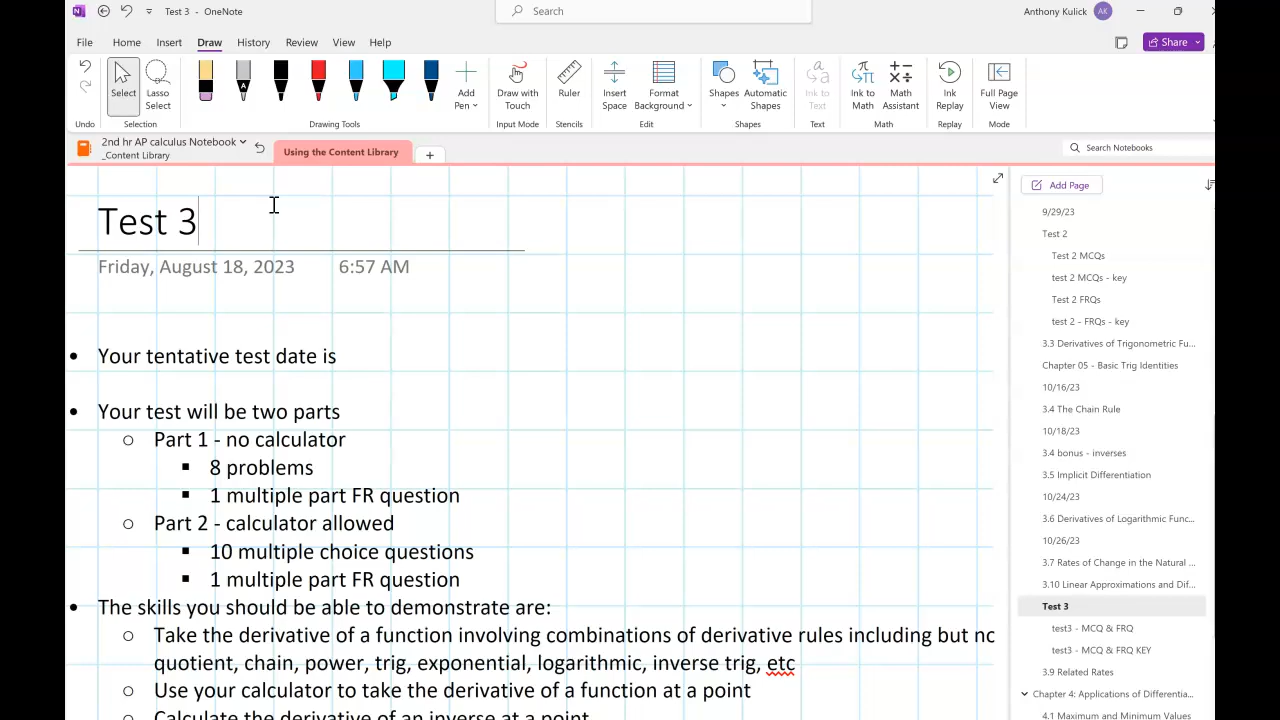 Test 3 - OneNote
Search
Anthony Kulick AK
File Home Insert Draw History Review View Help
Share
Undo
Select
Lasso Select
Selection
Add Pen
Drawing Tools
Draw with Touch
Input Mode
Ruler
Stencils
Insert Space
Format Background
Edit
Shapes
Automatic Shapes
Shapes
Ink to Text
Text
Ink to Math
Math Assistant
Math
Ink Replay
Replay
Full Page View
Mode
2nd hr AP calculus Notebook
_Content Library
Using the Content Library
+
Search Notebooks
Test 3
Friday, August 18, 2023 6:57 AM
• Your tentative test date is
• Your test will be two parts
○ Part 1 - no calculator
▪ 8 problems
▪ 1 multiple part FR question
○ Part 2 - calculator allowed
▪ 10 multiple choice questions
▪ 1 multiple part FR question
• The skills you should be able to demonstrate are:
○ Take the derivative of a function involving combinations of derivative rules including but nc
quotient, chain, power, trig, exponential, logarithmic, inverse trig, etc
○ Use your calculator to take the derivative of a function at a point
Calculate the derivative of an inverse at a point
Add Page
9/29/23
Test 2
Test 2 MCQs
test 2 MCQs - key
Test 2 FRQs
test 2 - FRQs - key
3.3 Derivatives of Trigonometric Fu...
Chapter 05 - Basic Trig Identities
10/16/23
3.4 The Chain Rule
10/18/23
3.4 bonus - inverses
3.5 Implicit Differentiation
10/24/23
3.6 Derivatives of Logarithmic Func...
10/26/23
3.7 Rates of Change in the Natural ...
3.10 Linear Approximations and Dif...
Test 3
test3 - MCQ & FRQ
test3 - MCQ & FRQ KEY
3.9 Related Rates
Chapter 4: Applications of Differentia...
4.1 Maximum and Minimum Values